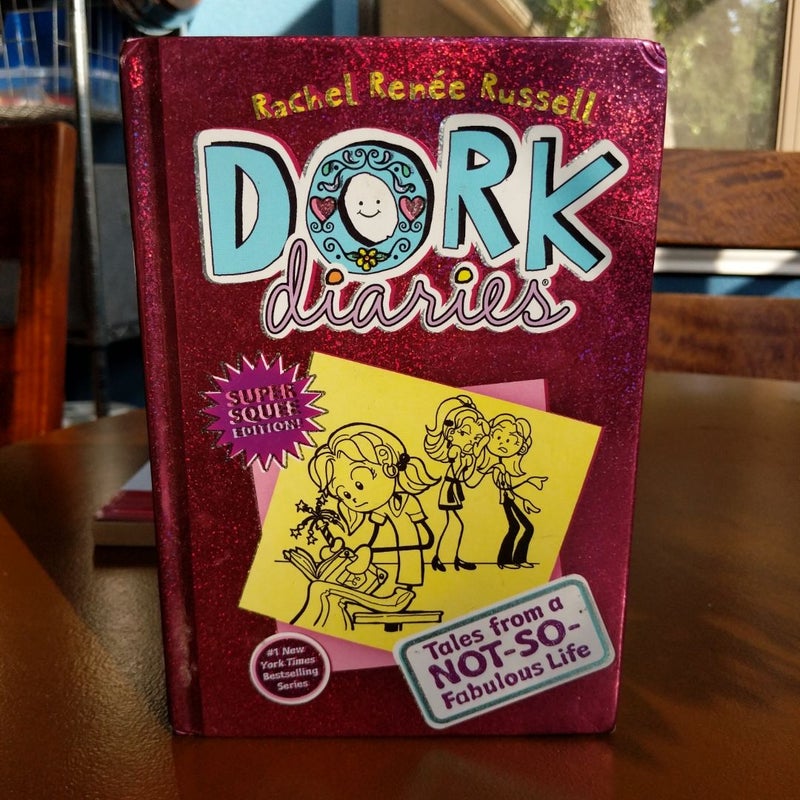 Rachel Renée Russell
DORK
diaries®
SUPER
SQUEE
EDITION!
Tales from a
NOT-SO-
Fabulous Life
#1 New
York Times
Bestselling
Series